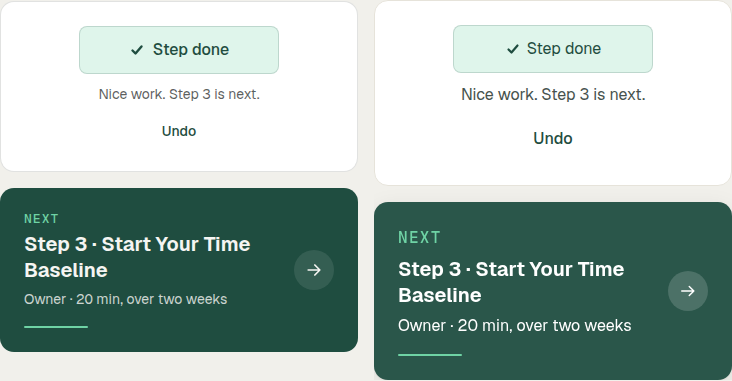 ✓ Step done
Nice work. Step 3 is next.
Undo
NEXT
Step 3 · Start Your Time
Baseline
Owner · 20 min, over two weeks
✓ Step done
Nice work. Step 3 is next.
Undo
NEXT
Step 3 · Start Your Time
Baseline
Owner · 20 min, over two weeks